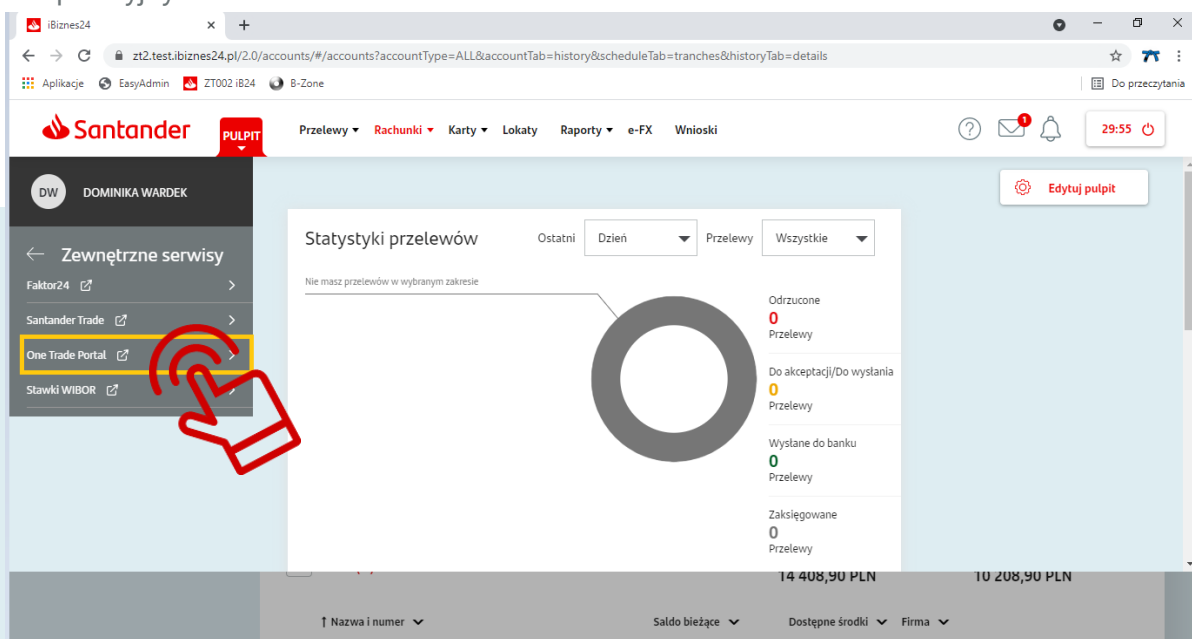 iBiznes24
zt2.test.ibiznes24.pl/2.0/accounts/#/accounts?accountType=ALL&accountTab=history&scheduleTab=tranches&historyTab=details
Aplikacje EasyAdmin ZT002 iB24 B-Zone Do przeczytania
Santander PULPIT Przelewy Rachunki Karty Lokaty Raporty e-FX Wnioski 1 29:55
DW DOMINIKA WARDEK
Edytuj pulpit
Zewnętrzne serwisy
Faktor24
Santander Trade
One Trade Portal
Stawki WIBOR
Statystyki przelewów Ostatni Dzień Przelewy Wszystkie
Nie masz przelewów w wybranym zakresie
Odrzucone
0
Przelewy
Do akceptacji/Do wysłania
0
Przelewy
Wysłane do banku
0
Przelewy
Zaksięgowane
0
Przelewy
14 408,90 PLN 10 208,90 PLN
Nazwa i numer Saldo bieżące Dostępne środki Firma